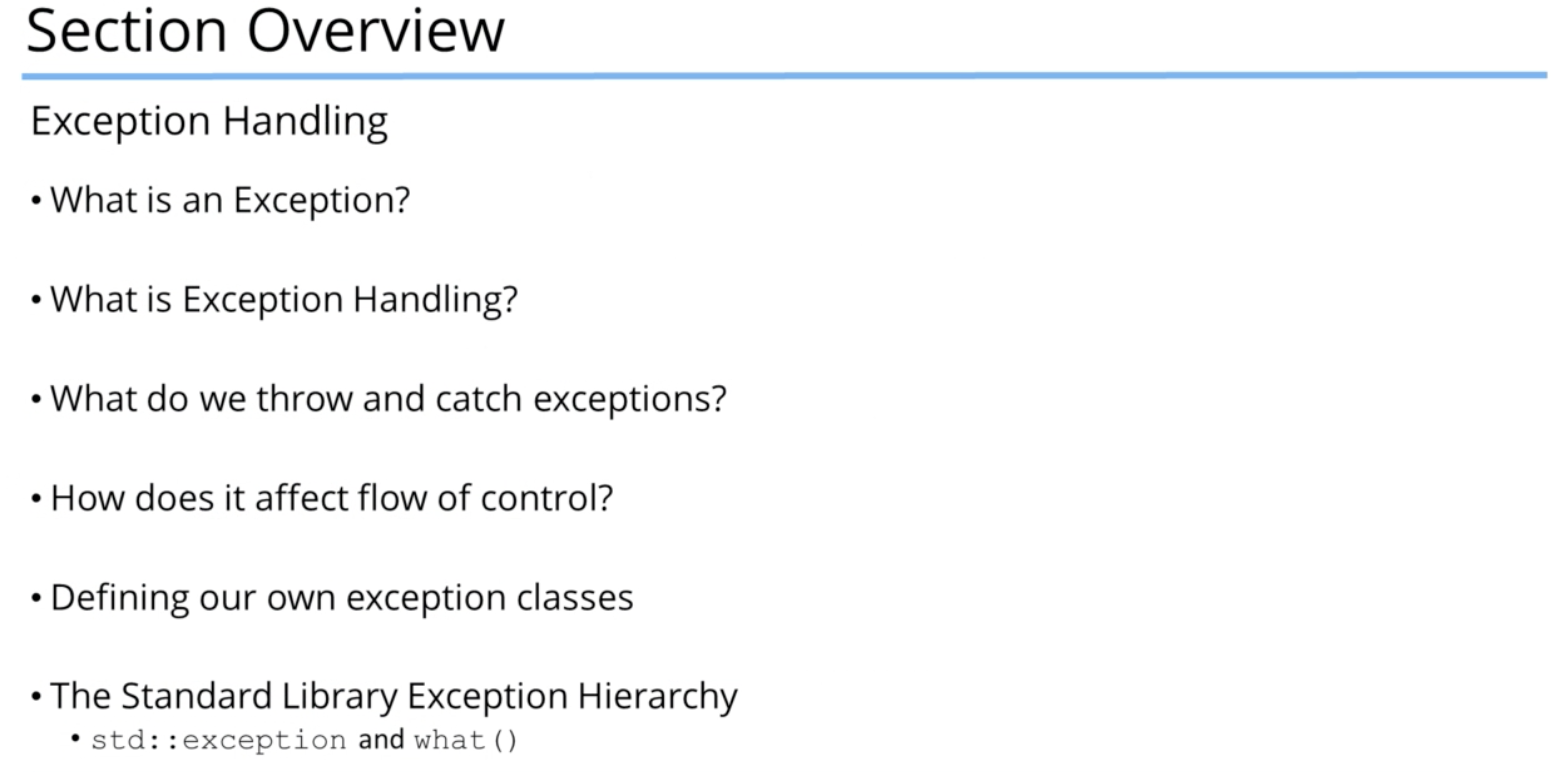 Section Overview
Exception Handling
• What is an Exception?
• What is Exception Handling?
• What do we throw and catch exceptions?
• How does it affect flow of control?
• Defining our own exception classes
• The Standard Library Exception Hierarchy
• std::exception and what()